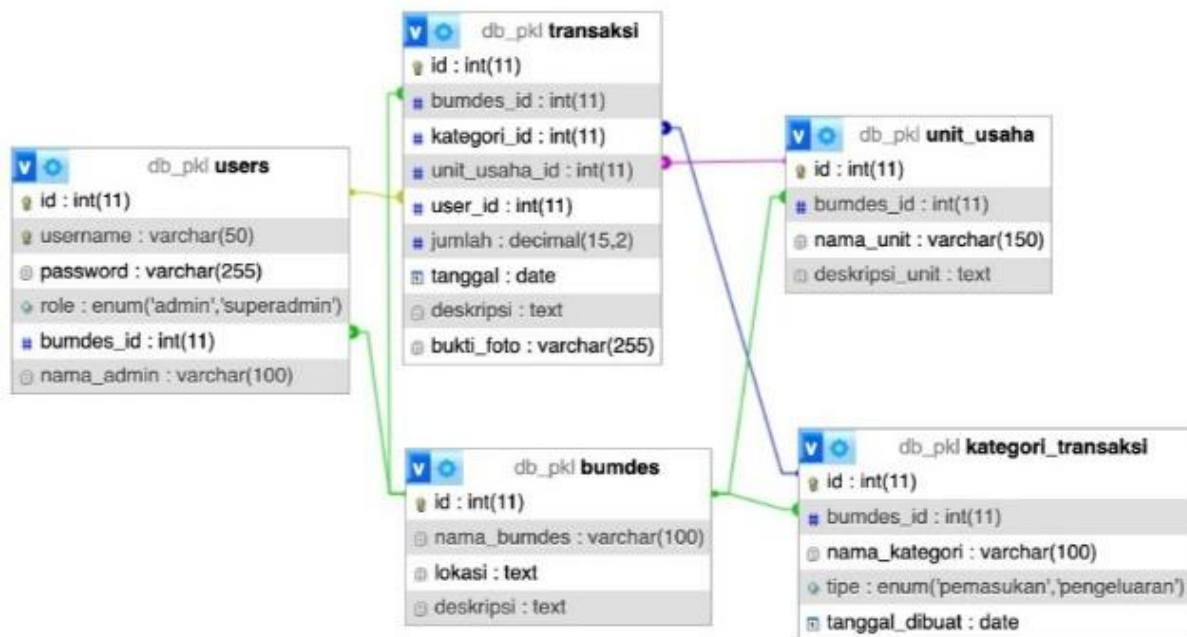 db_pkl users
id : int(11)
username : varchar(50)
password : varchar(255)
role : enum('admin','superadmin')
bumdes_id : int(11)
nama_admin : varchar(100)
db_pkl transaksi
id : int(11)
bumdes_id : int(11)
kategori_id : int(11)
unit_usaha_id : int(11)
user_id : int(11)
jumlah : decimal(15,2)
tanggal : date
deskripsi : text
bukti_foto : varchar(255)
db_pkl unit_usaha
id : int(11)
bumdes_id : int(11)
nama_unit : varchar(150)
deskripsi_unit : text
db_pkl bumdes
id : int(11)
nama_bumdes : varchar(100)
lokasi : text
deskripsi : text
db_pkl kategori_transaksi
id : int(11)
bumdes_id : int(11)
nama_kategori : varchar(100)
tipe : enum('pemasukan','pengeluaran')
tanggal_dibuat : date